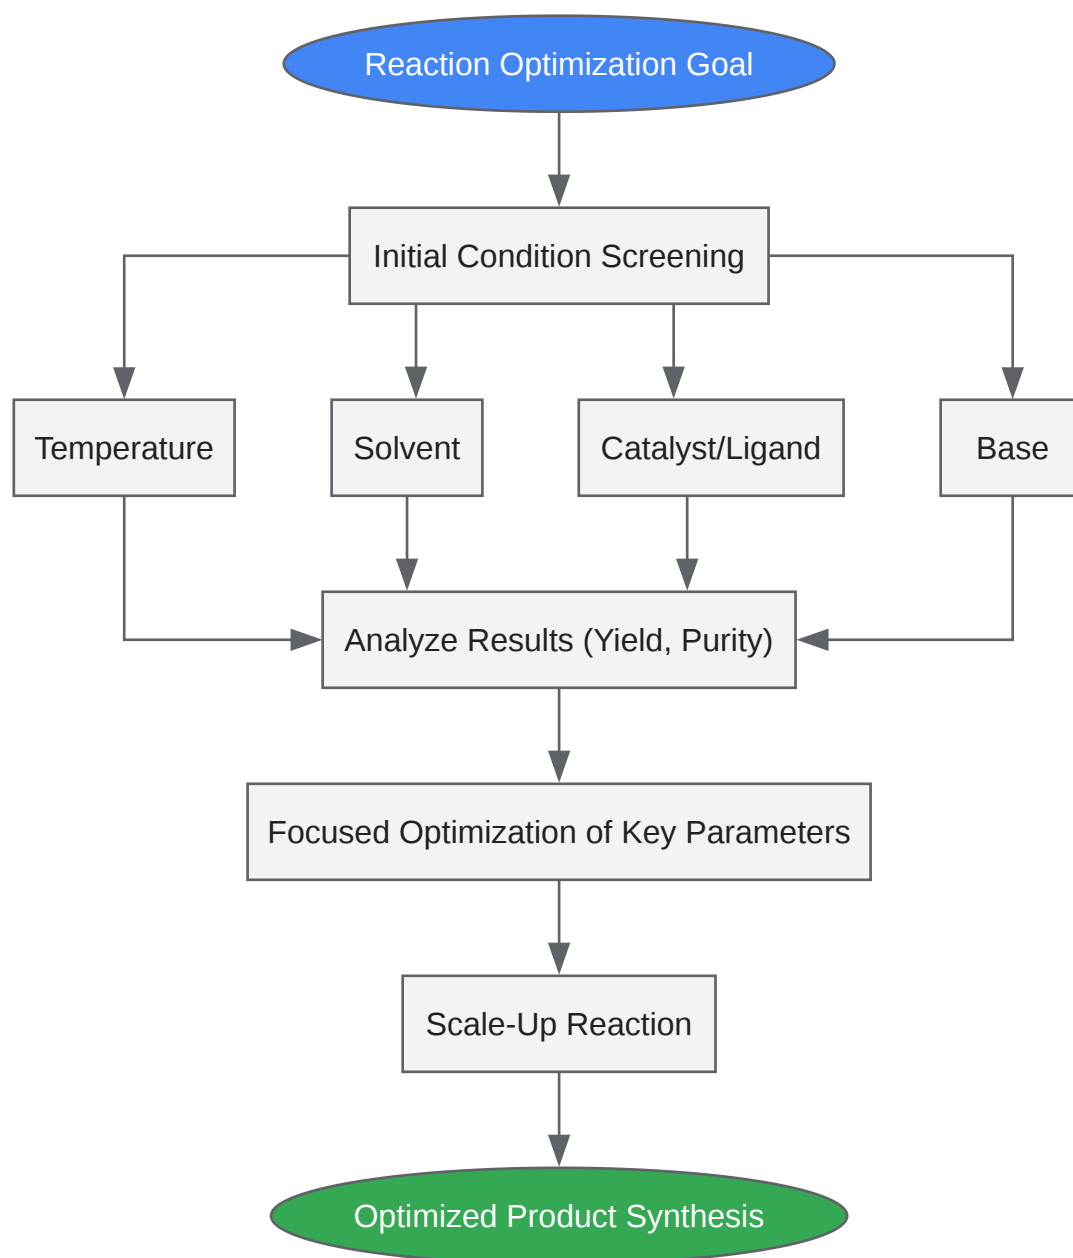 Reaction Optimization Goal
Initial Condition Screening
Temperature
Solvent
Catalyst/Ligand
Base
Analyze Results (Yield, Purity)
Focused Optimization of Key Parameters
Scale-Up Reaction
Optimized Product Synthesis